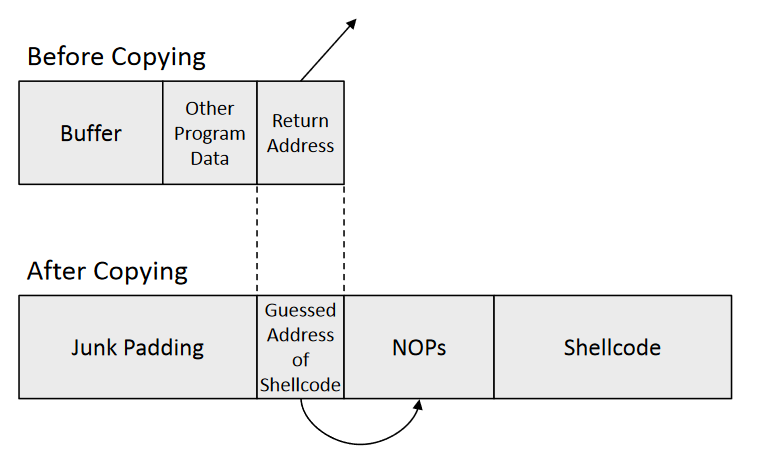 Before Copying
Buffer
Other
Program
Data
Return
Address
After Copying
Junk Padding
Guessed
Address
of
Shellcode
NOPs
Shellcode